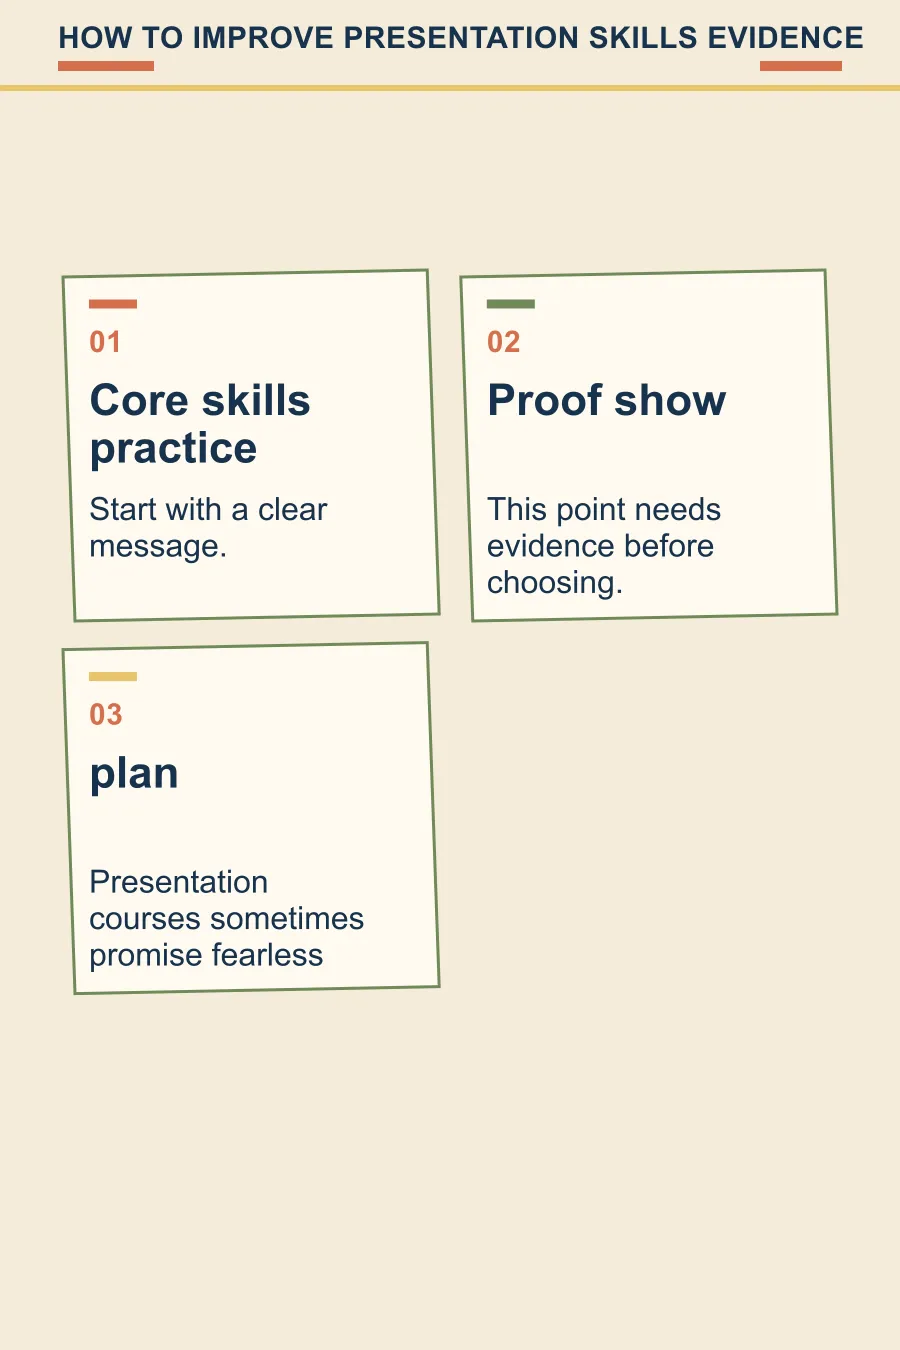 HOW TO IMPROVE PRESENTATION SKILLS EVIDENCE
01
Core skills
practice
Start with a clear
message.
02
Proof show
This point needs
evidence before
choosing.
03
plan
Presentation
courses sometimes
promise fearless